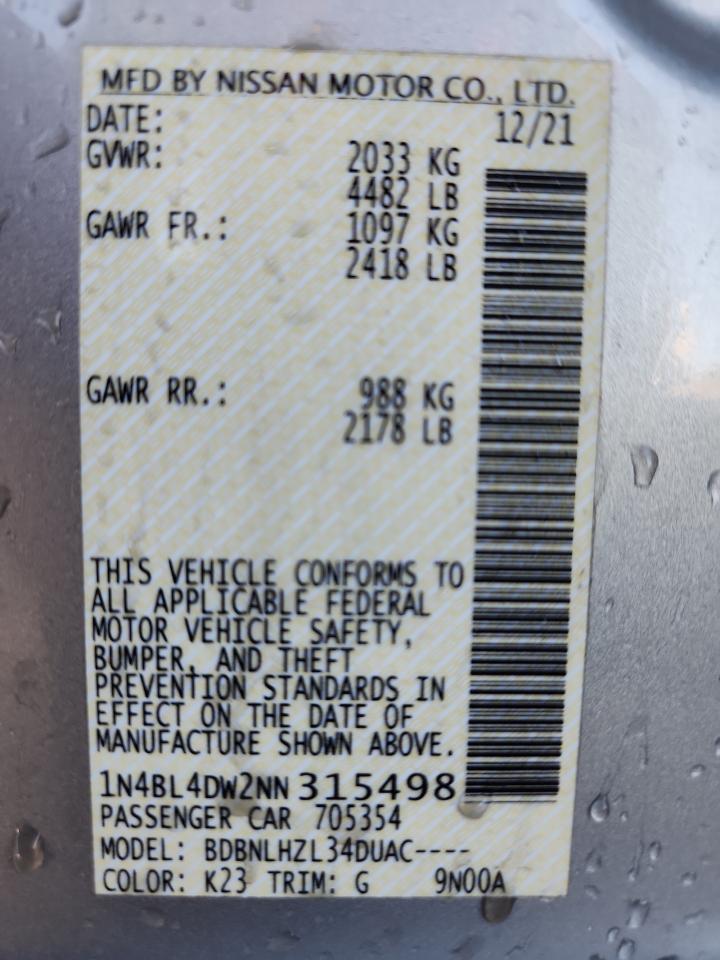 MFD BY NISSAN MOTOR CO., LTD.
DATE: 12/21
GVWR: 2033 KG
4482 LB
GAWR FR.: 1097 KG
2418 LB
GAWR RR.: 988 KG
2178 LB
THIS VEHICLE CONFORMS TO
ALL APPLICABLE FEDERAL
MOTOR VEHICLE SAFETY,
BUMPER, AND THEFT
PREVENTION STANDARDS IN
EFFECT ON THE DATE OF
MANUFACTURE SHOWN ABOVE.
1N4BL4DW2NN315498
PASSENGER CAR 705354
MODEL: BDBNLHZL34DUAC----
COLOR: K23 TRIM: G 9N00A